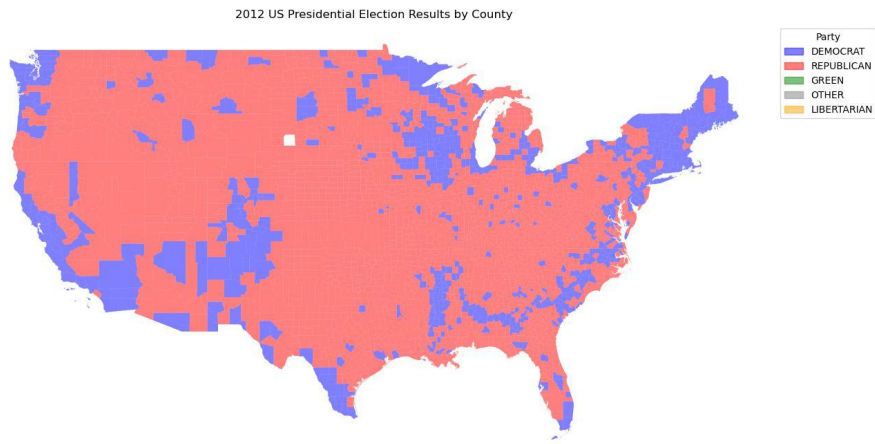 2012 US Presidential Election Results by County
Party
DEMOCRAT
REPUBLICAN
GREEN
OTHER
LIBERTARIAN